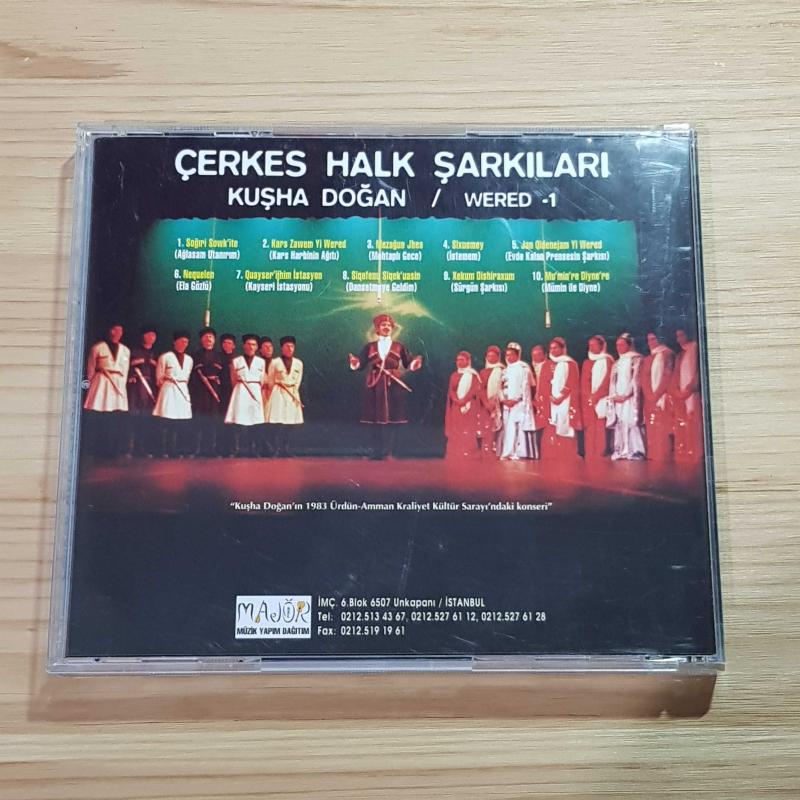 ÇERKES HALK ŞARKILARI
KUŞHA DOĞAN / WERED -1
1. Soğıri Sowk'ite 2. Kars Zawem Yi Wered 3. Mezağue Jhes 4. Sixuemey 5. Jan Qidenejam Yi Wered
(Ağlasam Utanırım) (Kars Harbinin Ağıtı) (Mehtaplı Gece) (İstemem) (Evde Kalan Prensesin Şarkısı)
6. Nequelen 7. Quayser'ijhim İstasyon 8. Siqefenu Siqek'uasin 9. Xekum Dishiraxum 10. Mu'min're Diyne're
(Ela Gözlü) (Kayseri İstasyonu) (Dansetmeye Geldim) (Sürgün Şarkısı) (Mümin ile Diyne)
"Kuşha Doğan'ın 1983 Ürdün-Amman Kraliyet Kültür Sarayı'ndaki konseri"
MAJÖR
MÜZİK YAPIM DAĞITIM
İMÇ. 6.Blok 6507 Unkapanı / İSTANBUL
Tel: 0212.513 43 67, 0212.527 61 12, 0212.527 61 28
Fax: 0212.519 19 61